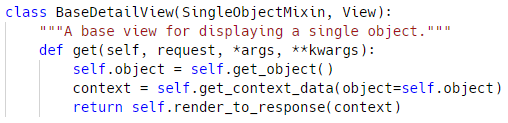 class BaseDetailView(SingleObjectMixin, View):
    """A base view for displaying a single object."""
    def get(self, request, *args, **kwargs):
        self.object = self.get_object()
        context = self.get_context_data(object=self.object)
        return self.render_to_response(context)